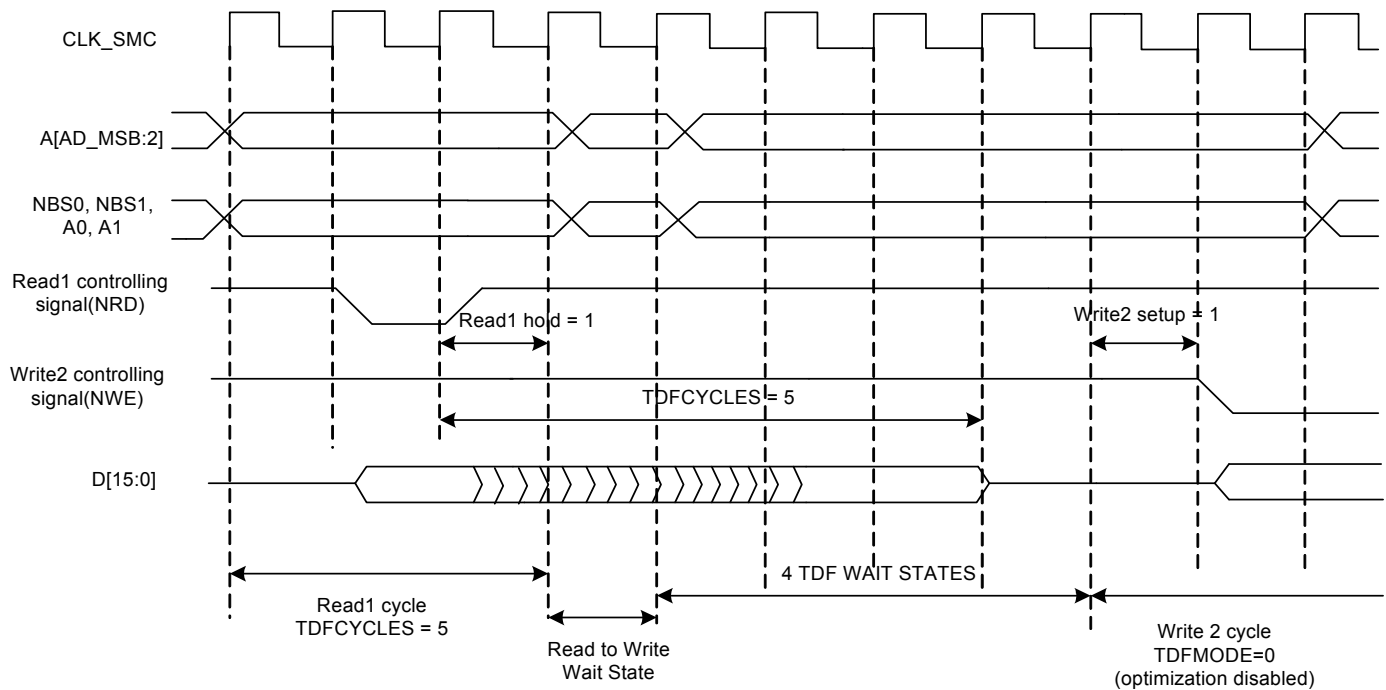 CLK_SMC
A[AD_MSB:2]
NBS0, NBS1,
A0, A1
Read1 controlling
signal(NRD)
Read1 hold = 1
Write2 setup = 1
Write2 controlling
signal(NWE)
TDFCYCLES = 5
D[15:0]
4 TDF WAIT STATES
Read1 cycle
TDFCYCLES = 5
Read to Write
Wait State
Write 2 cycle
TDFMODE=0
(optimization disabled)